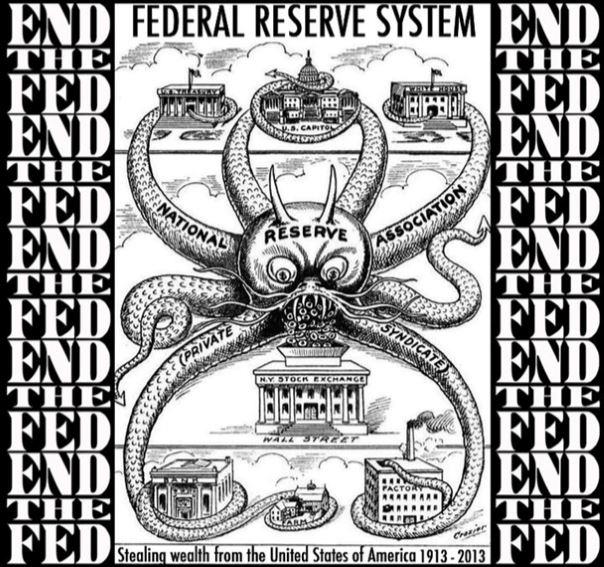 END
THE
FED
END
THE
FED
END
THE
FED
END
THE
FED
END
THE
FED
FEDERAL RESERVE SYSTEM
U.S. TREASURY
U.S. CAPITOL
WHITE HOUSE
NATIONAL
RESERVE
ASSOCIATION
(PRIVATE
SYNDICATE)
N.Y. STOCK EXCHANGE
WALL STREET
BANK
FARM
FACTORY
Crozier
Stealing wealth from the United States of America 1913 - 2013
END
THE
FED
END
THE
FED
END
THE
FED
END
THE
FED
END
THE
FED